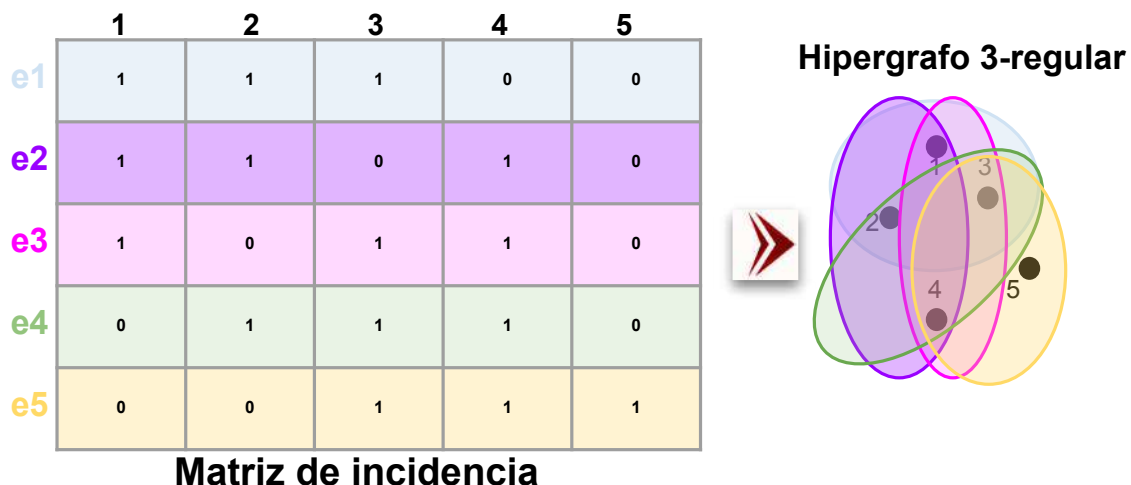 1 2 3 4 5
e1 1 1 1 0 0
e2 1 1 0 1 0
e3 1 0 1 1 0
e4 0 1 1 1 0
e5 0 0 1 1 1
Matriz de incidencia
Hipergrafo 3-regular
1 3
2
4 5